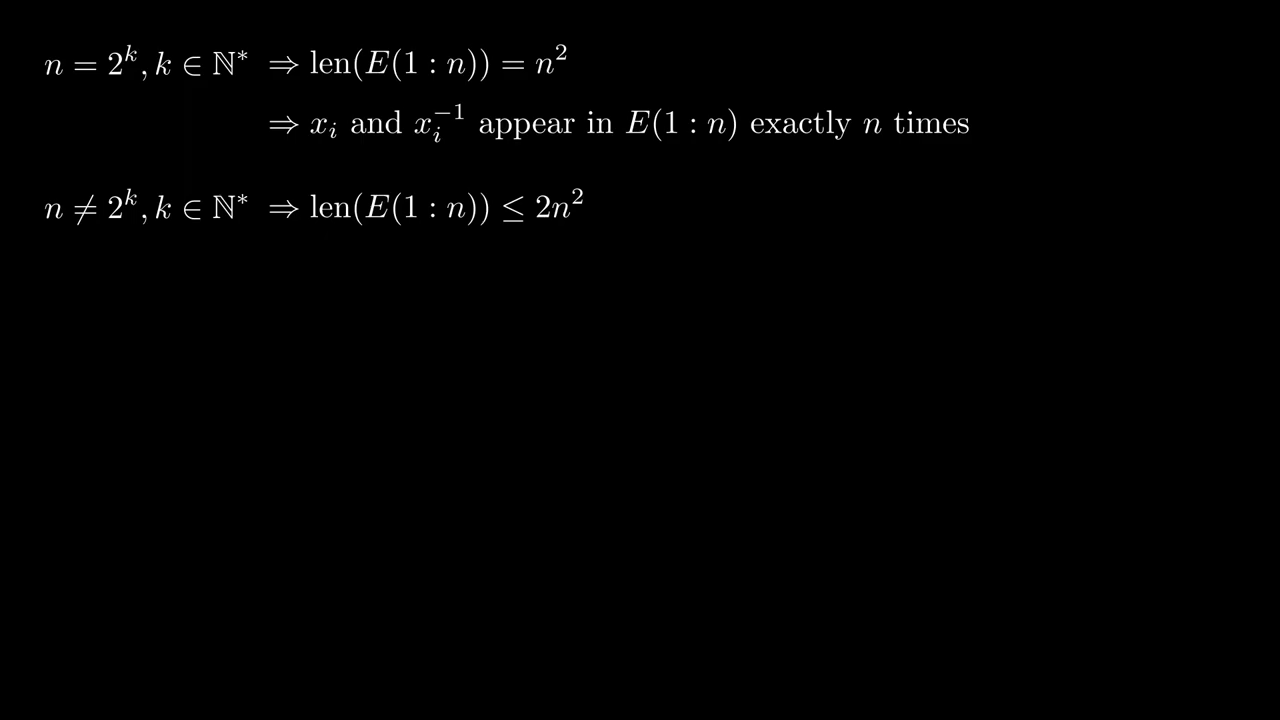 n = 2^k, k ∈ ℕ* ⇒ len(E(1 : n)) = n^2
⇒ x_i and x_i^{-1} appear in E(1 : n) exactly n times
n ≠ 2^k, k ∈ ℕ* ⇒ len(E(1 : n)) ≤ 2n^2